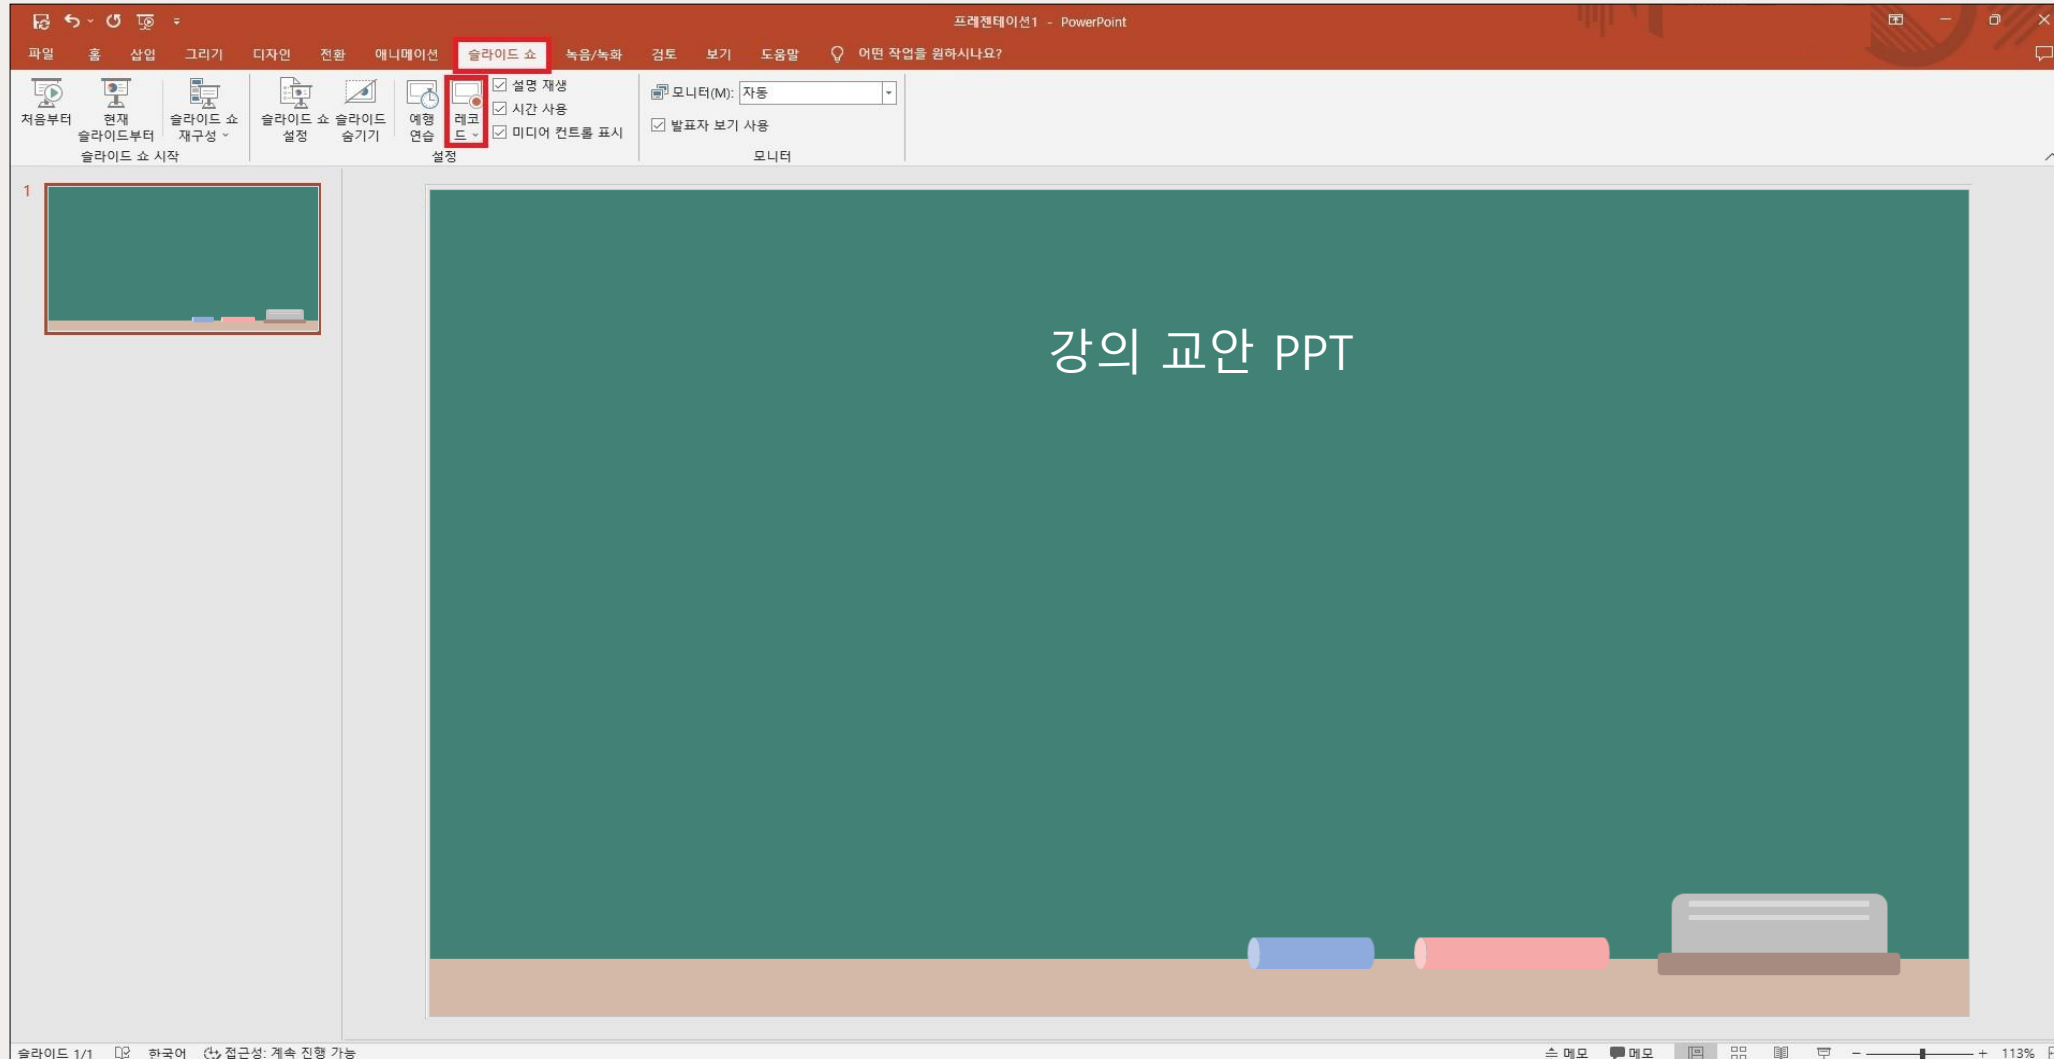 프레젠테이션1 - PowerPoint
파일 홈 삽입 그리기 디자인 전환 애니메이션 슬라이드 쇼 녹음/녹화 검토 보기 도움말 어떤 작업을 원하시나요?
처음부터
현재
슬라이드부터
슬라이드 쇼
재구성
슬라이드 쇼 시작
슬라이드 쇼
설정
슬라이드
숨기기
예행
연습
레코
드
설명 재생
시간 사용
미디어 컨트롤 표시
설정
모니터(M): 자동
발표자 보기 사용
모니터
1
강의 교안 PPT
슬라이드 1/1 한국어 접근성: 계속 진행 가능 메모 메모 113%